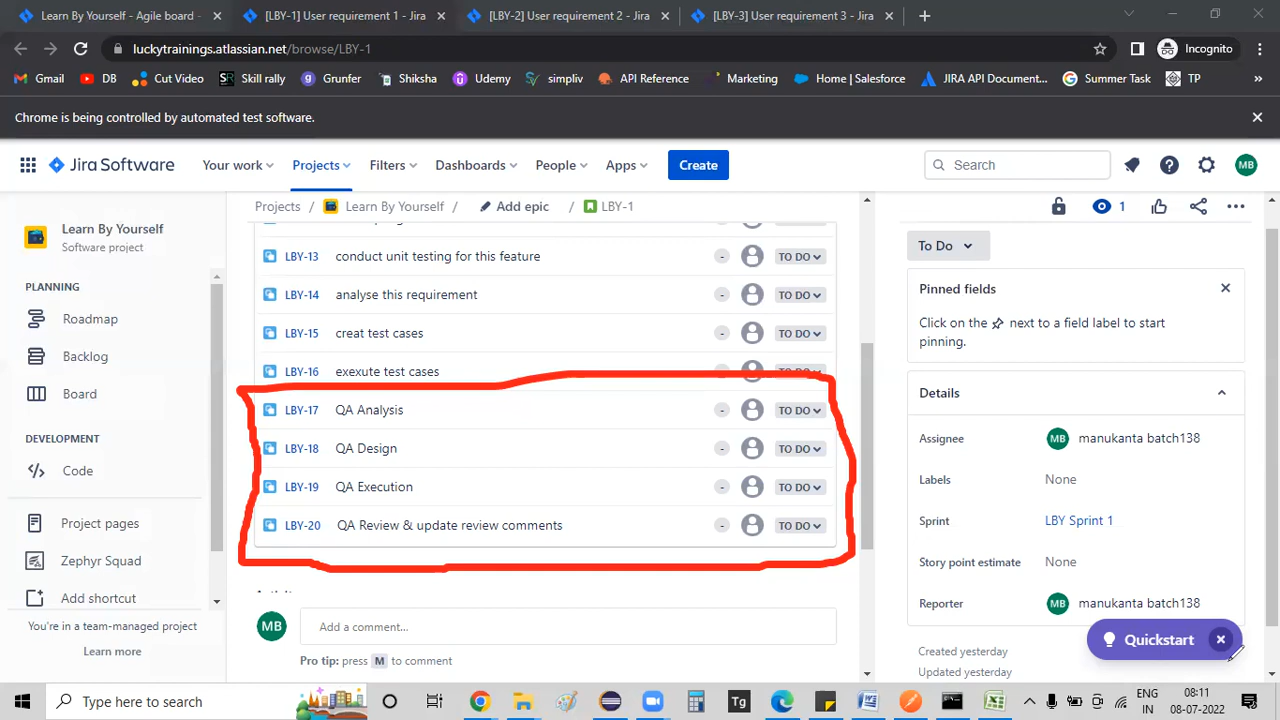 Learn By Yourself - Agile board -
[LBY-1] User requirement 1 - Jira
[LBY-2] User requirement 2 - Jira
[LBY-3] User requirement 3 - Jira
luckytrainings.atlassian.net/browse/LBY-1
Incognito
Gmail
DB
Cut Video
Skill rally
Grunfer
Shiksha
Udemy
simpliv
API Reference
Marketing
Home | Salesforce
JIRA API Document...
Summer Task
TP
Chrome is being controlled by automated test software.
Jira Software
Your work
Projects
Filters
Dashboards
People
Apps
Create
Search
MB
Learn By Yourself
Software project
PLANNING
Roadmap
Backlog
Board
DEVELOPMENT
Code
Project pages
Zephyr Squad
Add shortcut
You're in a team-managed project
Learn more
Projects / Learn By Yourself / Add epic / LBY-1
1
LBY-13 conduct unit testing for this feature - TO DO
LBY-14 analyse this requirement - TO DO
LBY-15 creat test cases - TO DO
LBY-16 exexute test cases - TO DO
LBY-17 QA Analysis - TO DO
LBY-18 QA Design - TO DO
LBY-19 QA Execution - TO DO
LBY-20 QA Review & update review comments - TO DO
MB
Add a comment...
Pro tip: press M to comment
To Do
Pinned fields
Click on the next to a field label to start
pinning.
Details
Assignee MB manukanta batch138
Labels None
Sprint LBY Sprint 1
Story point estimate None
Reporter MB manukanta batch138
Quickstart
Created yesterday
Updated yesterday
Type here to search
Tg
ENG
IN
08:11
08-07-2022